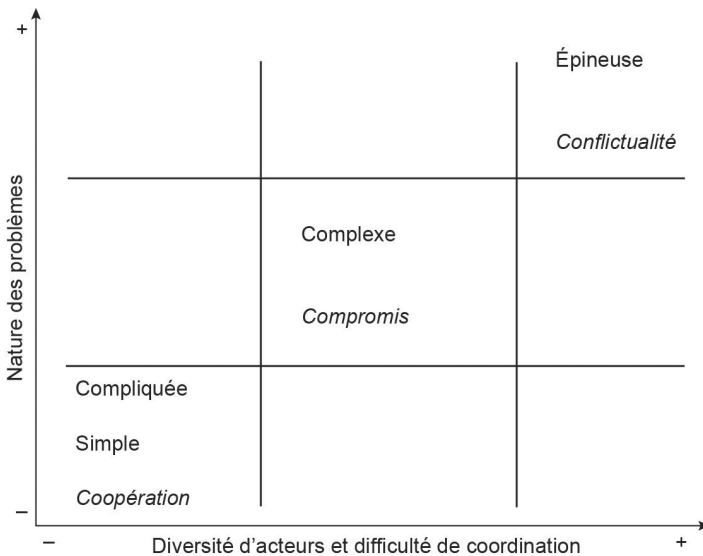 +
Épineuse
Conflictualité
Nature des problèmes
Complexe
Compromis
Compliquée
Simple
Coopération
–
–
Diversité d'acteurs et difficulté de coordination
+